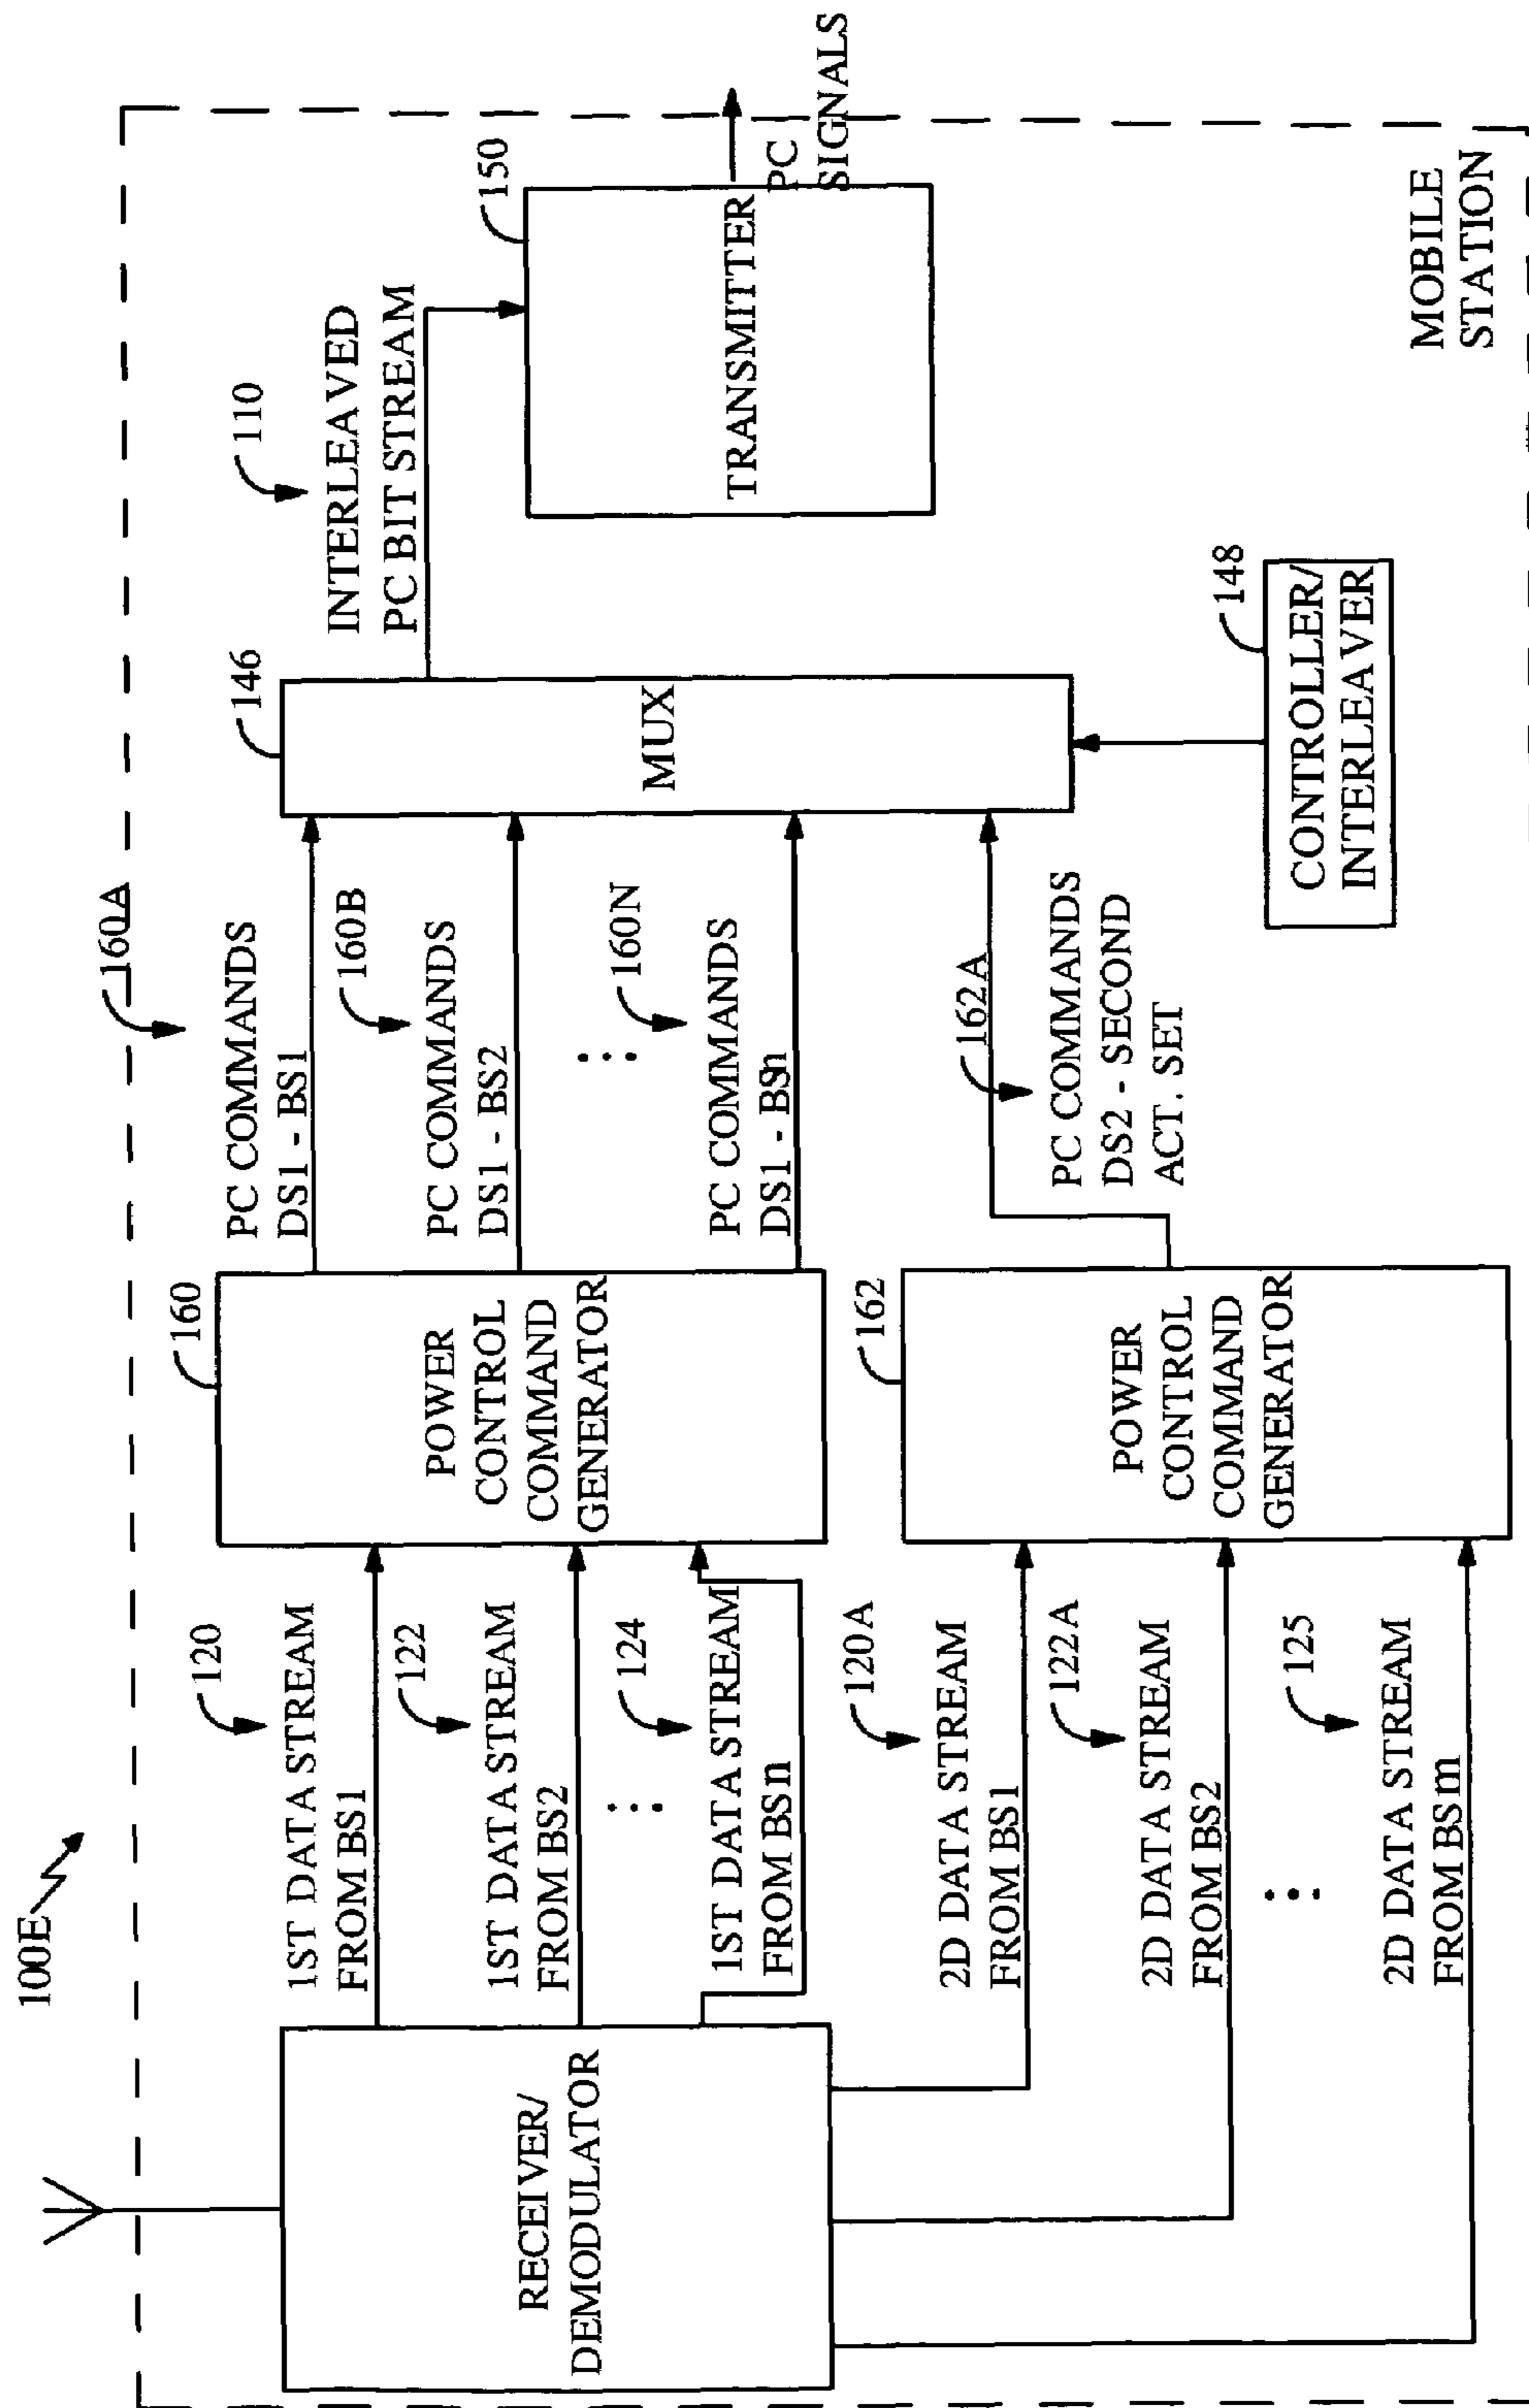 100E
RECEIVER/
DEMODULATOR
120
1ST DATA STREAM
FROM BS1
122
1ST DATA STREAM
FROM BS2
124
1ST DATA STREAM
FROM BSn
120A
2D DATA STREAM
FROM BS1
122A
2D DATA STREAM
FROM BS2
125
2D DATA STREAM
FROM BSm
160
POWER
CONTROL
COMMAND
GENERATOR
162
POWER
CONTROL
COMMAND
GENERATOR
160A
PC COMMANDS
DS1 - BS1
160B
PC COMMANDS
DS1 - BS2
160N
PC COMMANDS
DS1 - BSn
162A
PC COMMANDS
DS2 - SECOND
ACT. SET
146
MUX
148
CONTROLLER/
INTERLEAVER
110
INTERLEAVED
PC BIT STREAM
150
TRANSMITTER
PC
SIGNALS
MOBILE
STATION